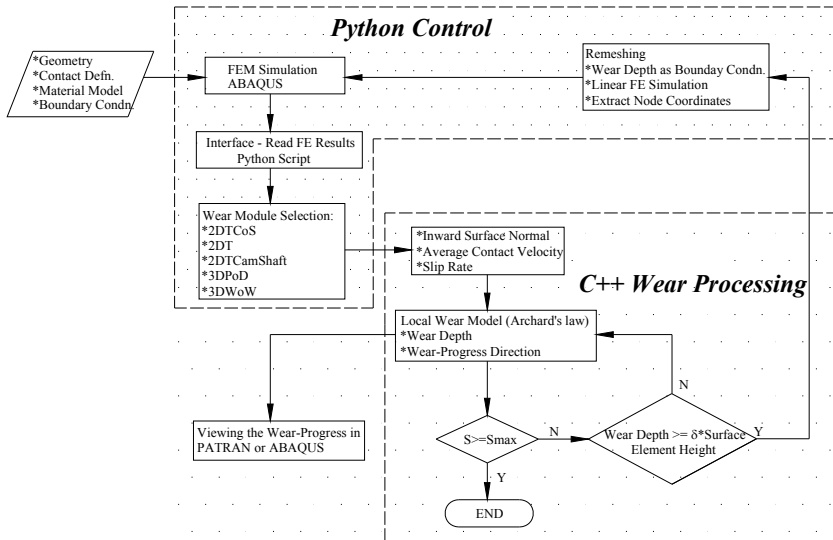 Python Control
*Geometry
*Contact Defn.
*Material Model
*Boundary Condn.
FEM Simulation
ABAQUS
Remeshing
*Wear Depth as Bounday Condn.
*Linear FE Simulation
*Extract Node Coordinates
Interface - Read FE Results
Python Script
Wear Module Selection:
*2DTCoS
*2DT
*2DTCamShaft
*3DPoD
*3DWoW
*Inward Surface Normal
*Average Contact Velocity
*Slip Rate
C++ Wear Processing
Local Wear Model (Archard's law)
*Wear Depth
*Wear-Progress Direction
N
Viewing the Wear-Progress in
PATRAN or ABAQUS
S>=Smax
N
Wear Depth >= δ*Surface
Element Height
Y
Y
END